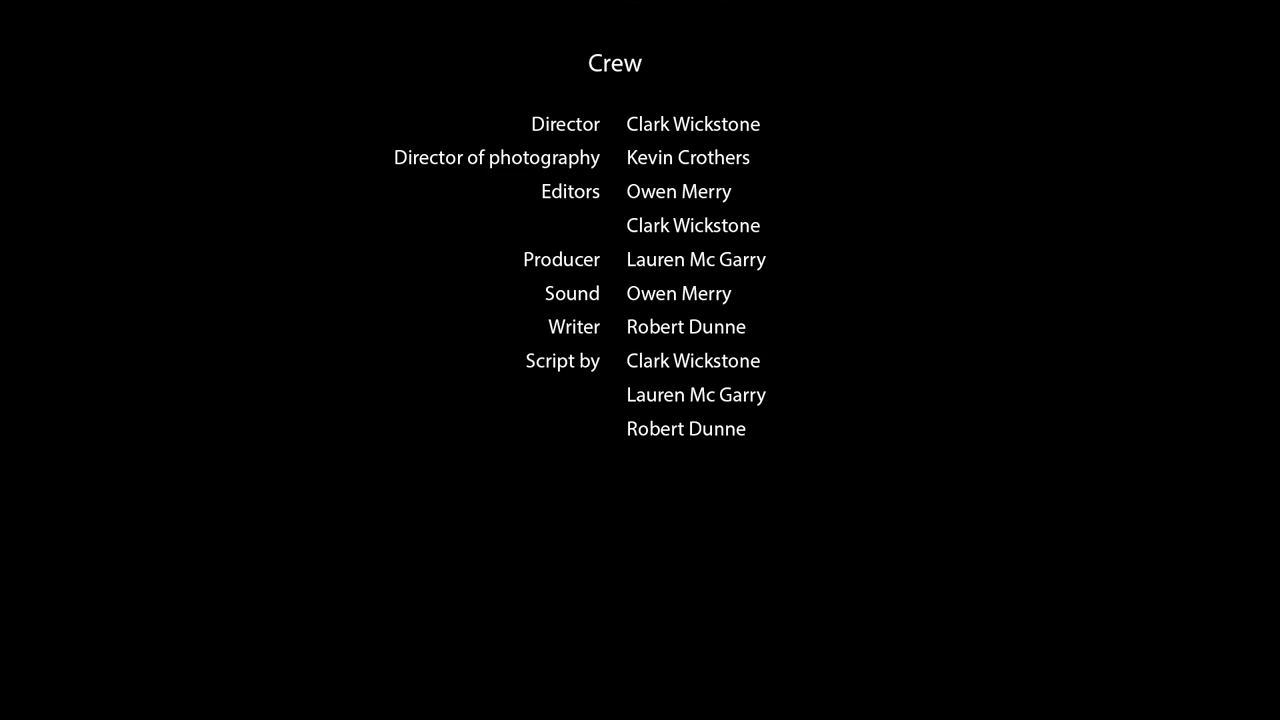 Crew
Director Clark Wickstone
Director of photography Kevin Crothers
Editors Owen Merry
Clark Wickstone
Producer Lauren Mc Garry
Sound Owen Merry
Writer Robert Dunne
Script by Clark Wickstone
Lauren Mc Garry
Robert Dunne